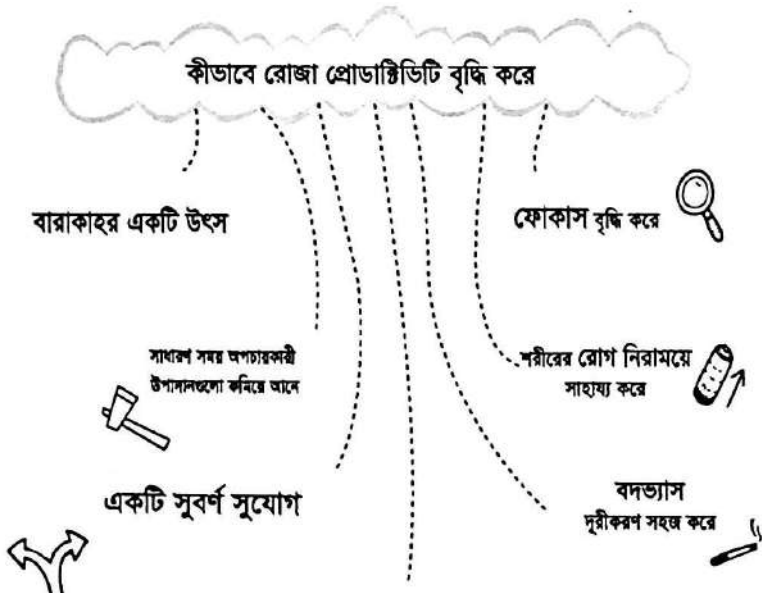 কীভাবে রোজা প্রোডাক্টিভিটি বৃদ্ধি করে
বারাকাহর একটি উৎস
ফোকাস বৃদ্ধি করে
সাধারণ সময় অপচয়কারী
উপাদানগুলো কমিয়ে আনে
শরীরের রোগ নিরাময়ে
সাহায্য করে
একটি সুবর্ণ সুযোগ
বদভ্যাস
দূরীকরণ সহজ করে